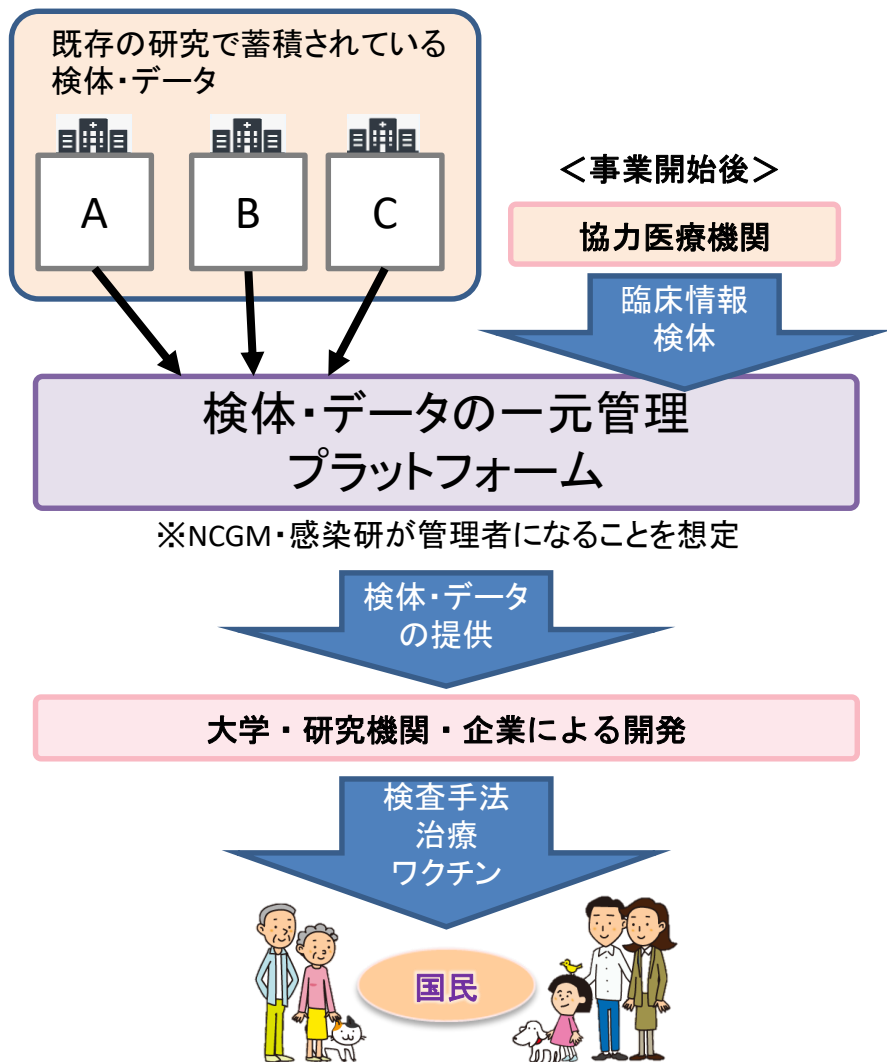 既存の研究で蓄積されている
検体・データ
A
B
C
＜事業開始後＞
協力医療機関
臨床情報
検体
検体・データの一元管理
プラットフォーム
※NCGM・感染研が管理者になることを想定
検体・データ
の提供
大学・研究機関・企業による開発
検査手法
治療
ワクチン
国民